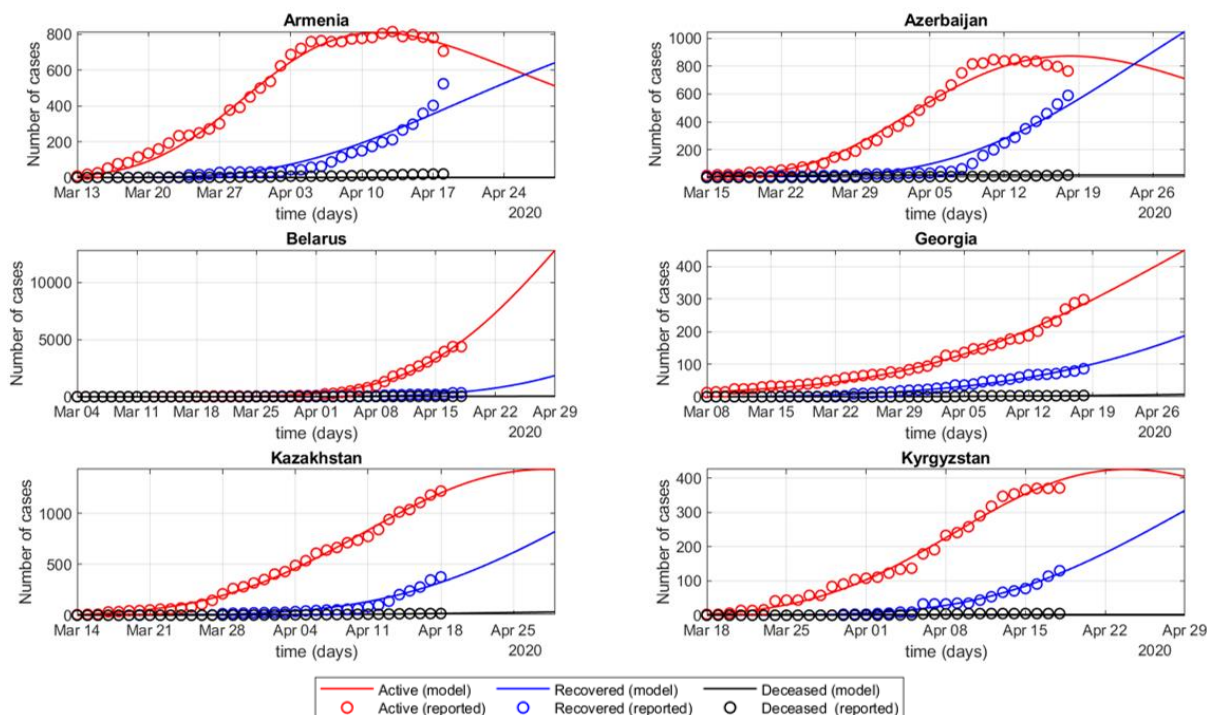 Armenia
Number of cases
800
600
400
200
0
Mar 13 Mar 20 Mar 27 Apr 03 Apr 10 Apr 17 Apr 24
time (days)
2020
Azerbaijan
Number of cases
1000
800
600
400
200
Mar 15 Mar 22 Mar 29 Apr 05 Apr 12 Apr 19 Apr 26
time (days)
2020
Belarus
Number of cases
10000
5000
0
Mar 04 Mar 11 Mar 18 Mar 25 Apr 01 Apr 08 Apr 15 Apr 22 Apr 29
time (days)
2020
Georgia
Number of cases
400
300
200
100
0
Mar 08 Mar 15 Mar 22 Mar 29 Apr 05 Apr 12 Apr 19 Apr 26
time (days)
2020
Kazakhstan
Number of cases
1000
500
0
Mar 14 Mar 21 Mar 28 Apr 04 Apr 11 Apr 18 Apr 25
time (days)
2020
Kyrgyzstan
Number of cases
400
300
200
100
0
Mar 18 Mar 25 Apr 01 Apr 08 Apr 15 Apr 22 Apr 29
time (days)
2020
Active (model) Recovered (model) Deceased (model)
Active (reported) Recovered (reported) Deceased (reported)